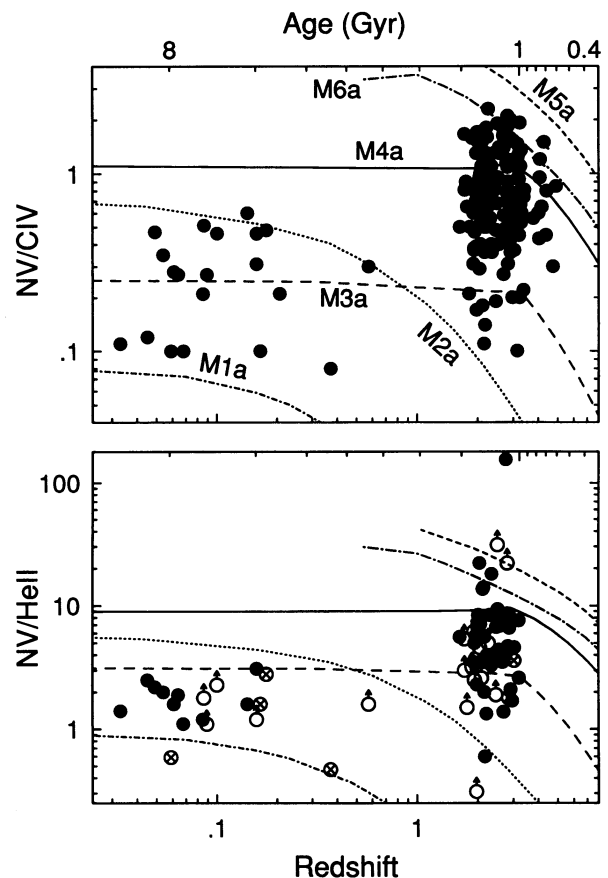 Age (Gyr)
8 1 0.4
M6a
M5a
M4a
1
NV/CIV
M3a
M2a
.1
M1a
100
10
NV/HeII
1
.1 1
Redshift